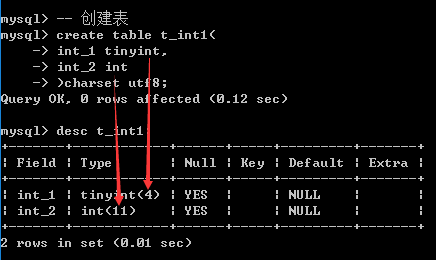 mysql> -- 创建表
mysql> create table t_int1(
    -> int_1 tinyint,
    -> int_2 int
    -> )charset utf8;
Query OK, 0 rows affected (0.12 sec)
mysql> desc t_int1;
+-------+------------+------+-----+---------+-------+
| Field | Type       | Null | Key | Default | Extra |
+-------+------------+------+-----+---------+-------+
| int_1 | tinyint(4) | YES  |     | NULL    |       |
| int_2 | int(11)    | YES  |     | NULL    |       |
+-------+------------+------+-----+---------+-------+
2 rows in set (0.01 sec)